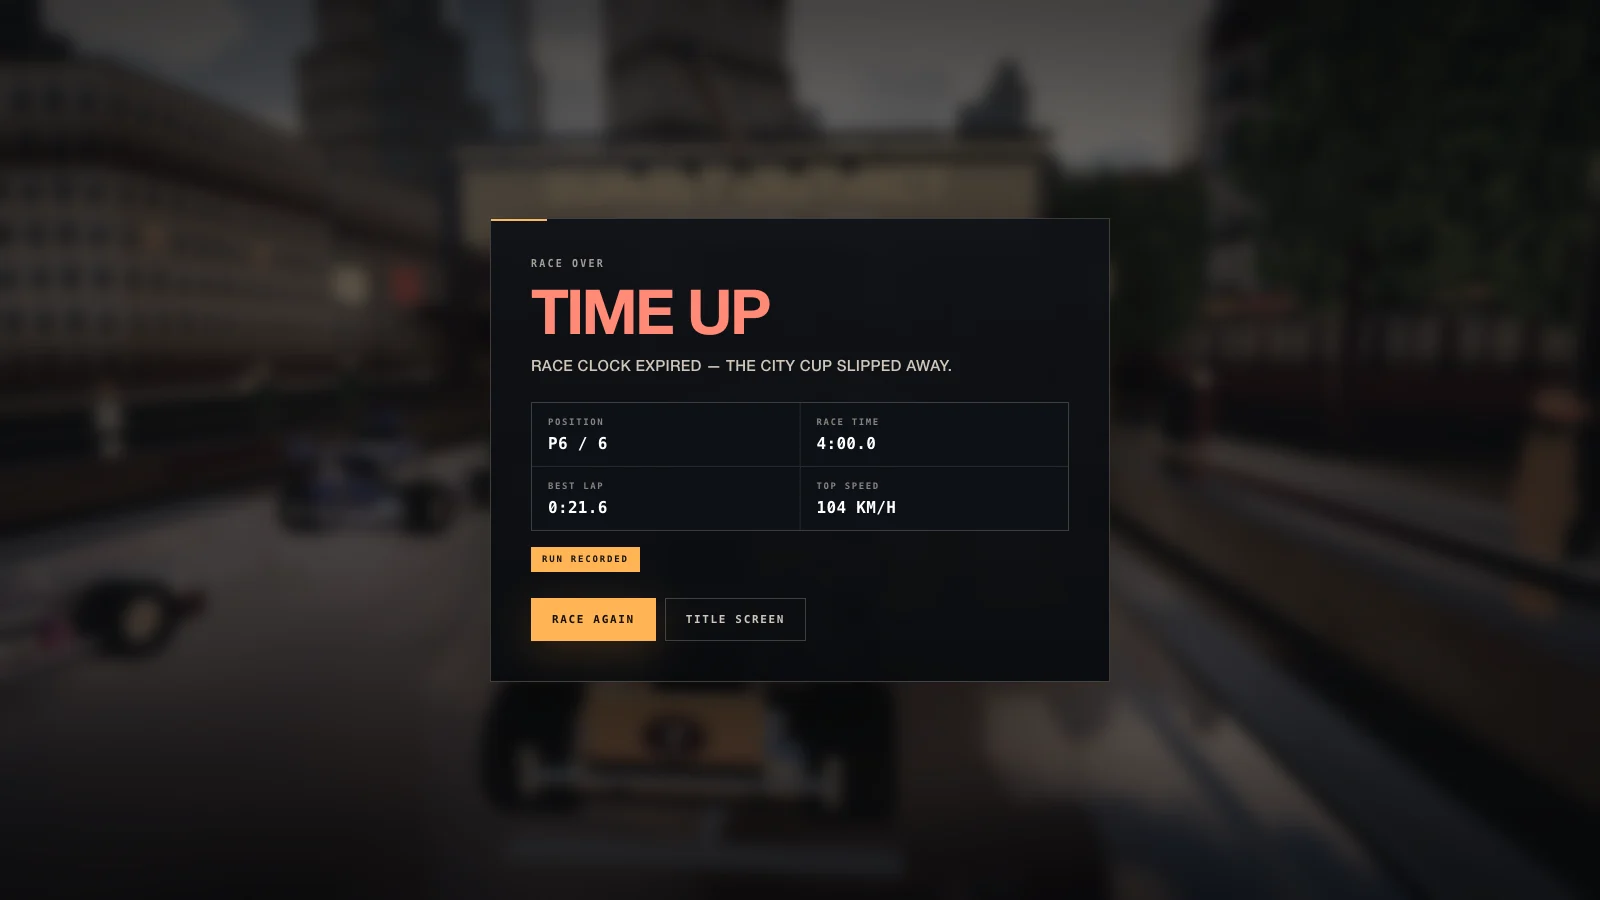 RACE OVER
TIME UP
RACE CLOCK EXPIRED — THE CITY CUP SLIPPED AWAY.
POSITION
P6 / 6
RACE TIME
4:00.0
BEST LAP
0:21.6
TOP SPEED
104 KM/H
RUN RECORDED
RACE AGAIN
TITLE SCREEN